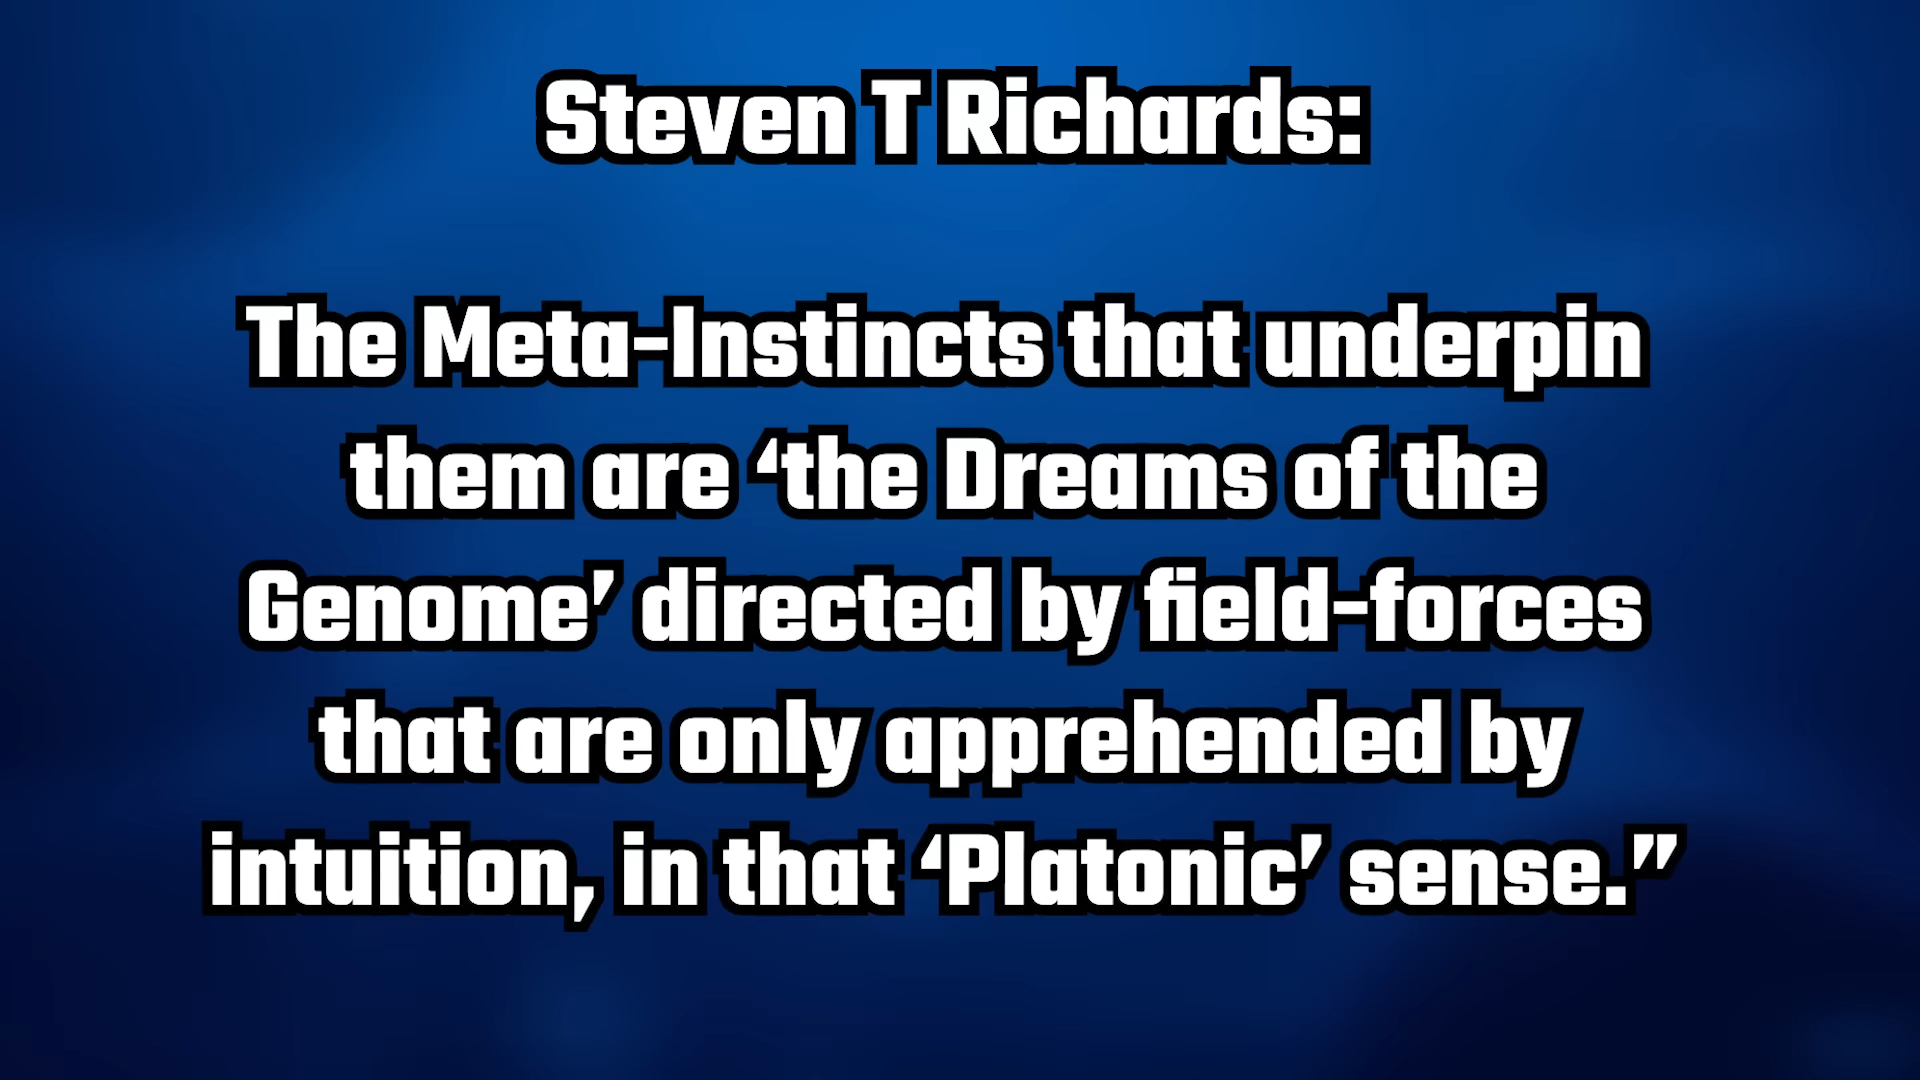 Steven T Richards:
The Meta-Instincts that underpin
them are ‘the Dreams of the
Genome’ directed by field-forces
that are only apprehended by
intuition, in that ‘Platonic’ sense.”